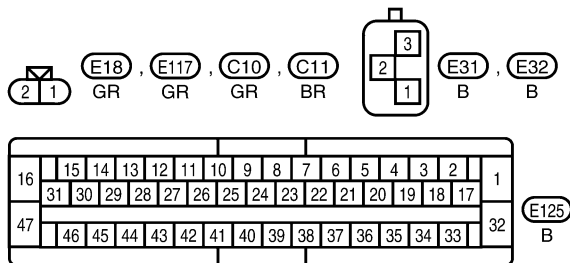 2 1 E18 , E117 , C10 , C11
GR GR GR BR
3
2
1
E31 , E32
B B
16 15 14 13 12 11 10 9 8 7 6 5 4 3 2 1
31 30 29 28 27 26 25 24 23 22 21 20 19 18 17
47 46 45 44 43 42 41 40 39 38 37 36 35 34 33 32
E125
B